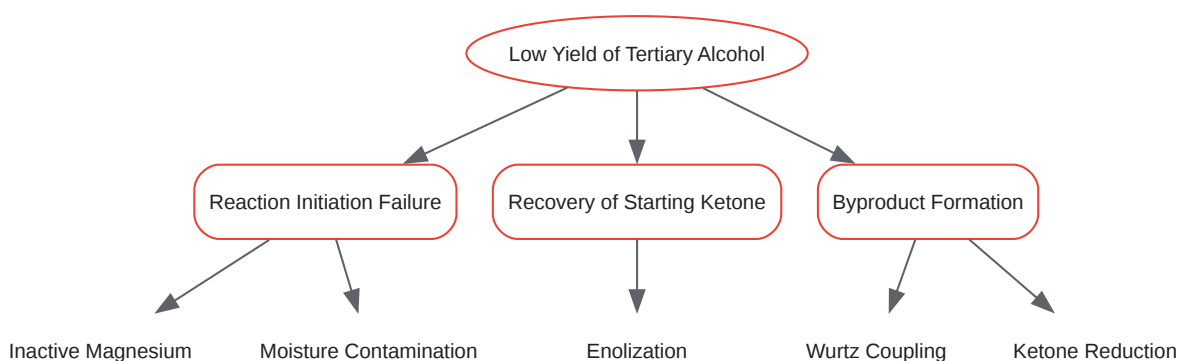 Low Yield of Tertiary Alcohol
Reaction Initiation Failure
Recovery of Starting Ketone
Byproduct Formation
Inactive Magnesium
Moisture Contamination
Enolization
Wurtz Coupling
Ketone Reduction